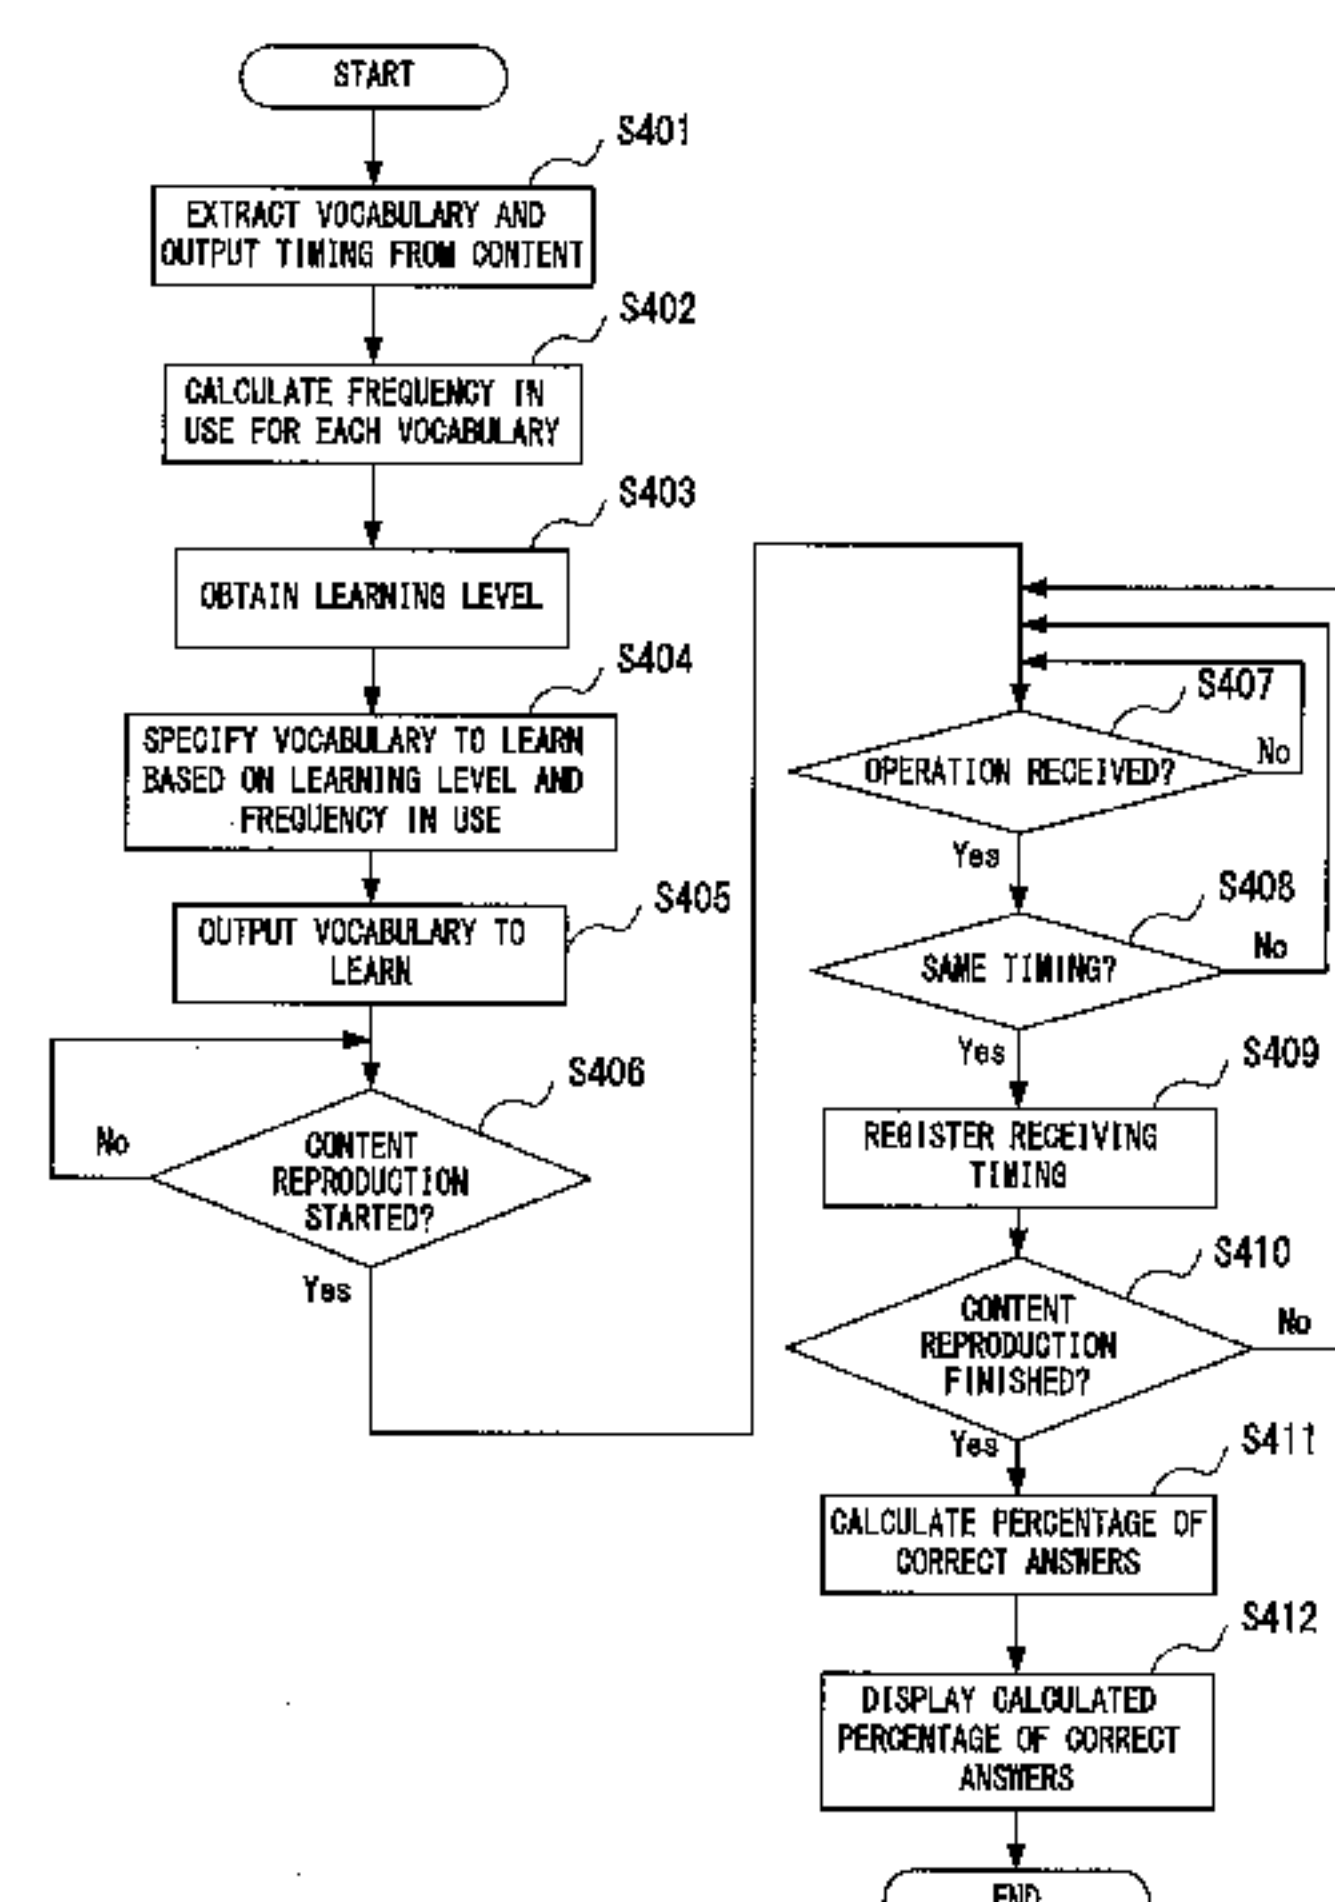 START
S401
EXTRACT VOCABULARY AND
OUTPUT TIMING FROM CONTENT
S402
CALCULATE FREQUENCY IN
USE FOR EACH VOCABULARY
S403
OBTAIN LEARNING LEVEL
S404
SPECIFY VOCABULARY TO LEARN
BASED ON LEARNING LEVEL AND
FREQUENCY IN USE
S405
OUTPUT VOCABULARY TO
LEARN
S406
CONTENT
REPRODUCTION
STARTED?
No
Yes
S407
OPERATION RECEIVED?
No
Yes
S408
SAME TIMING?
No
Yes
S409
REGISTER RECEIVING
TIMING
S410
CONTENT
REPRODUCTION
FINISHED?
No
Yes
S411
CALCULATE PERCENTAGE OF
CORRECT ANSWERS
S412
DISPLAY CALCULATED
PERCENTAGE OF CORRECT
ANSWERS
END